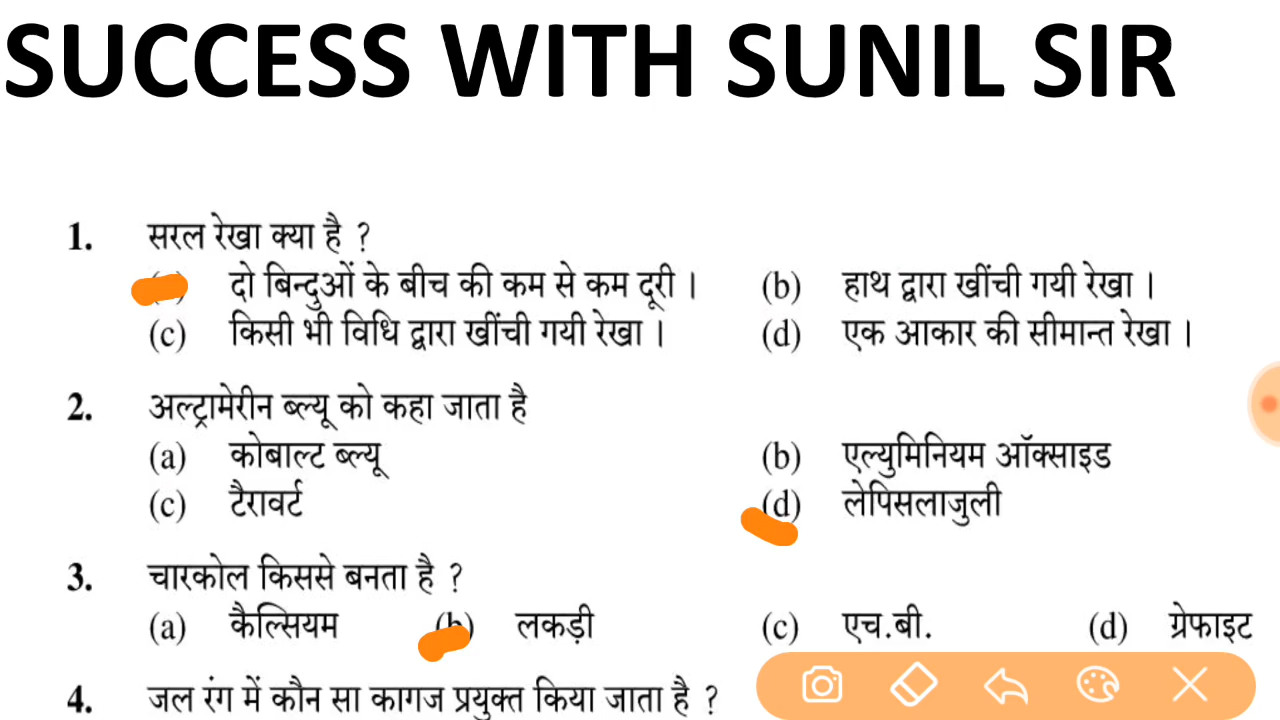 SUCCESS WITH SUNIL SIR
1. सरल रेखा क्या है ?
दो बिन्दुओं के बीच की कम से कम दूरी । (b) हाथ द्वारा खींची गयी रेखा ।
(c) किसी भी विधि द्वारा खींची गयी रेखा । (d) एक आकार की सीमान्त रेखा ।
2. अल्ट्रामेरीन ब्ल्यू को कहा जाता है
(a) कोबाल्ट ब्ल्यू (b) एल्युमिनियम ऑक्साइड
(c) टैरावर्ट (d) लेपिसलाजुली
3. चारकोल किससे बनता है ?
(a) कैल्सियम (b) लकड़ी (c) एच.बी. (d) ग्रेफाइट
4. जल रंग में कौन सा कागज प्रयुक्त किया जाता है ?